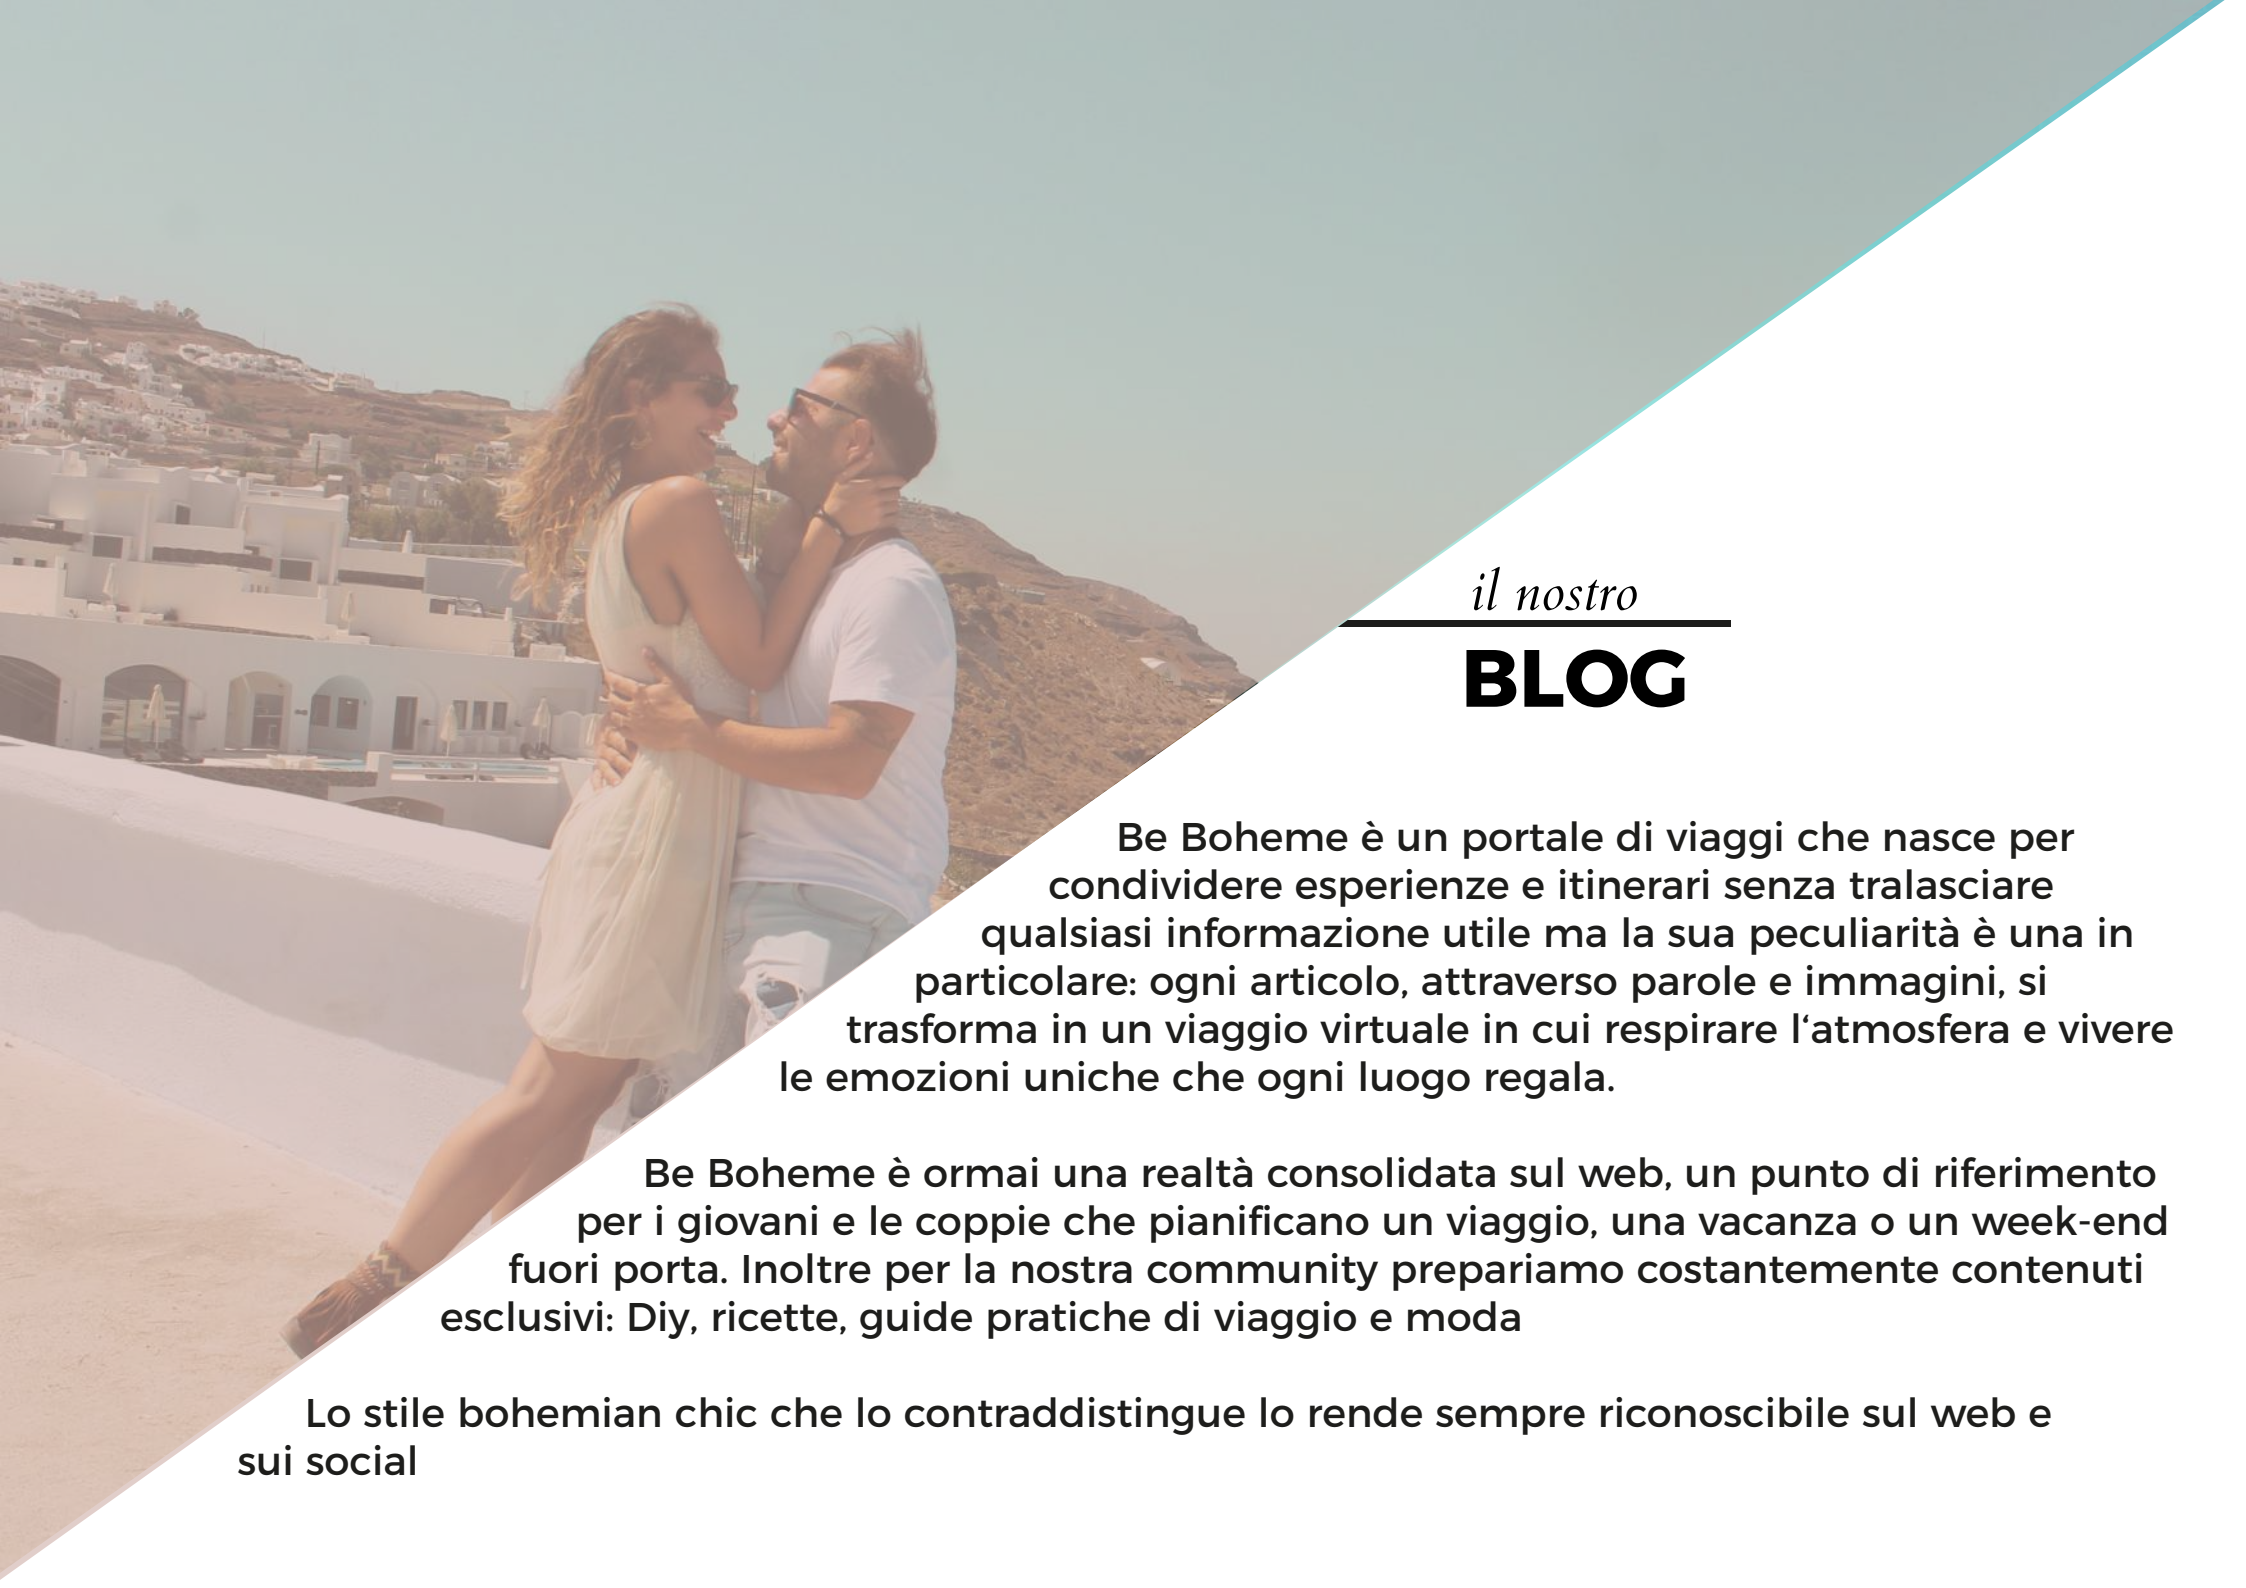 il nostro
BLOG
Be Boheme è un portale di viaggi che nasce per
condividere esperienze e itinerari senza tralasciare
qualsiasi informazione utile ma la sua peculiarità è una in
particolare: ogni articolo, attraverso parole e immagini, si
trasforma in un viaggio virtuale in cui respirare l‘atmosfera e vivere
le emozioni uniche che ogni luogo regala.
Be Boheme è ormai una realtà consolidata sul web, un punto di riferimento
per i giovani e le coppie che pianificano un viaggio, una vacanza o un week-end
fuori porta. Inoltre per la nostra community prepariamo costantemente contenuti
esclusivi: Diy, ricette, guide pratiche di viaggio e moda
Lo stile bohemian chic che lo contraddistingue lo rende sempre riconoscibile sul web e
sui social